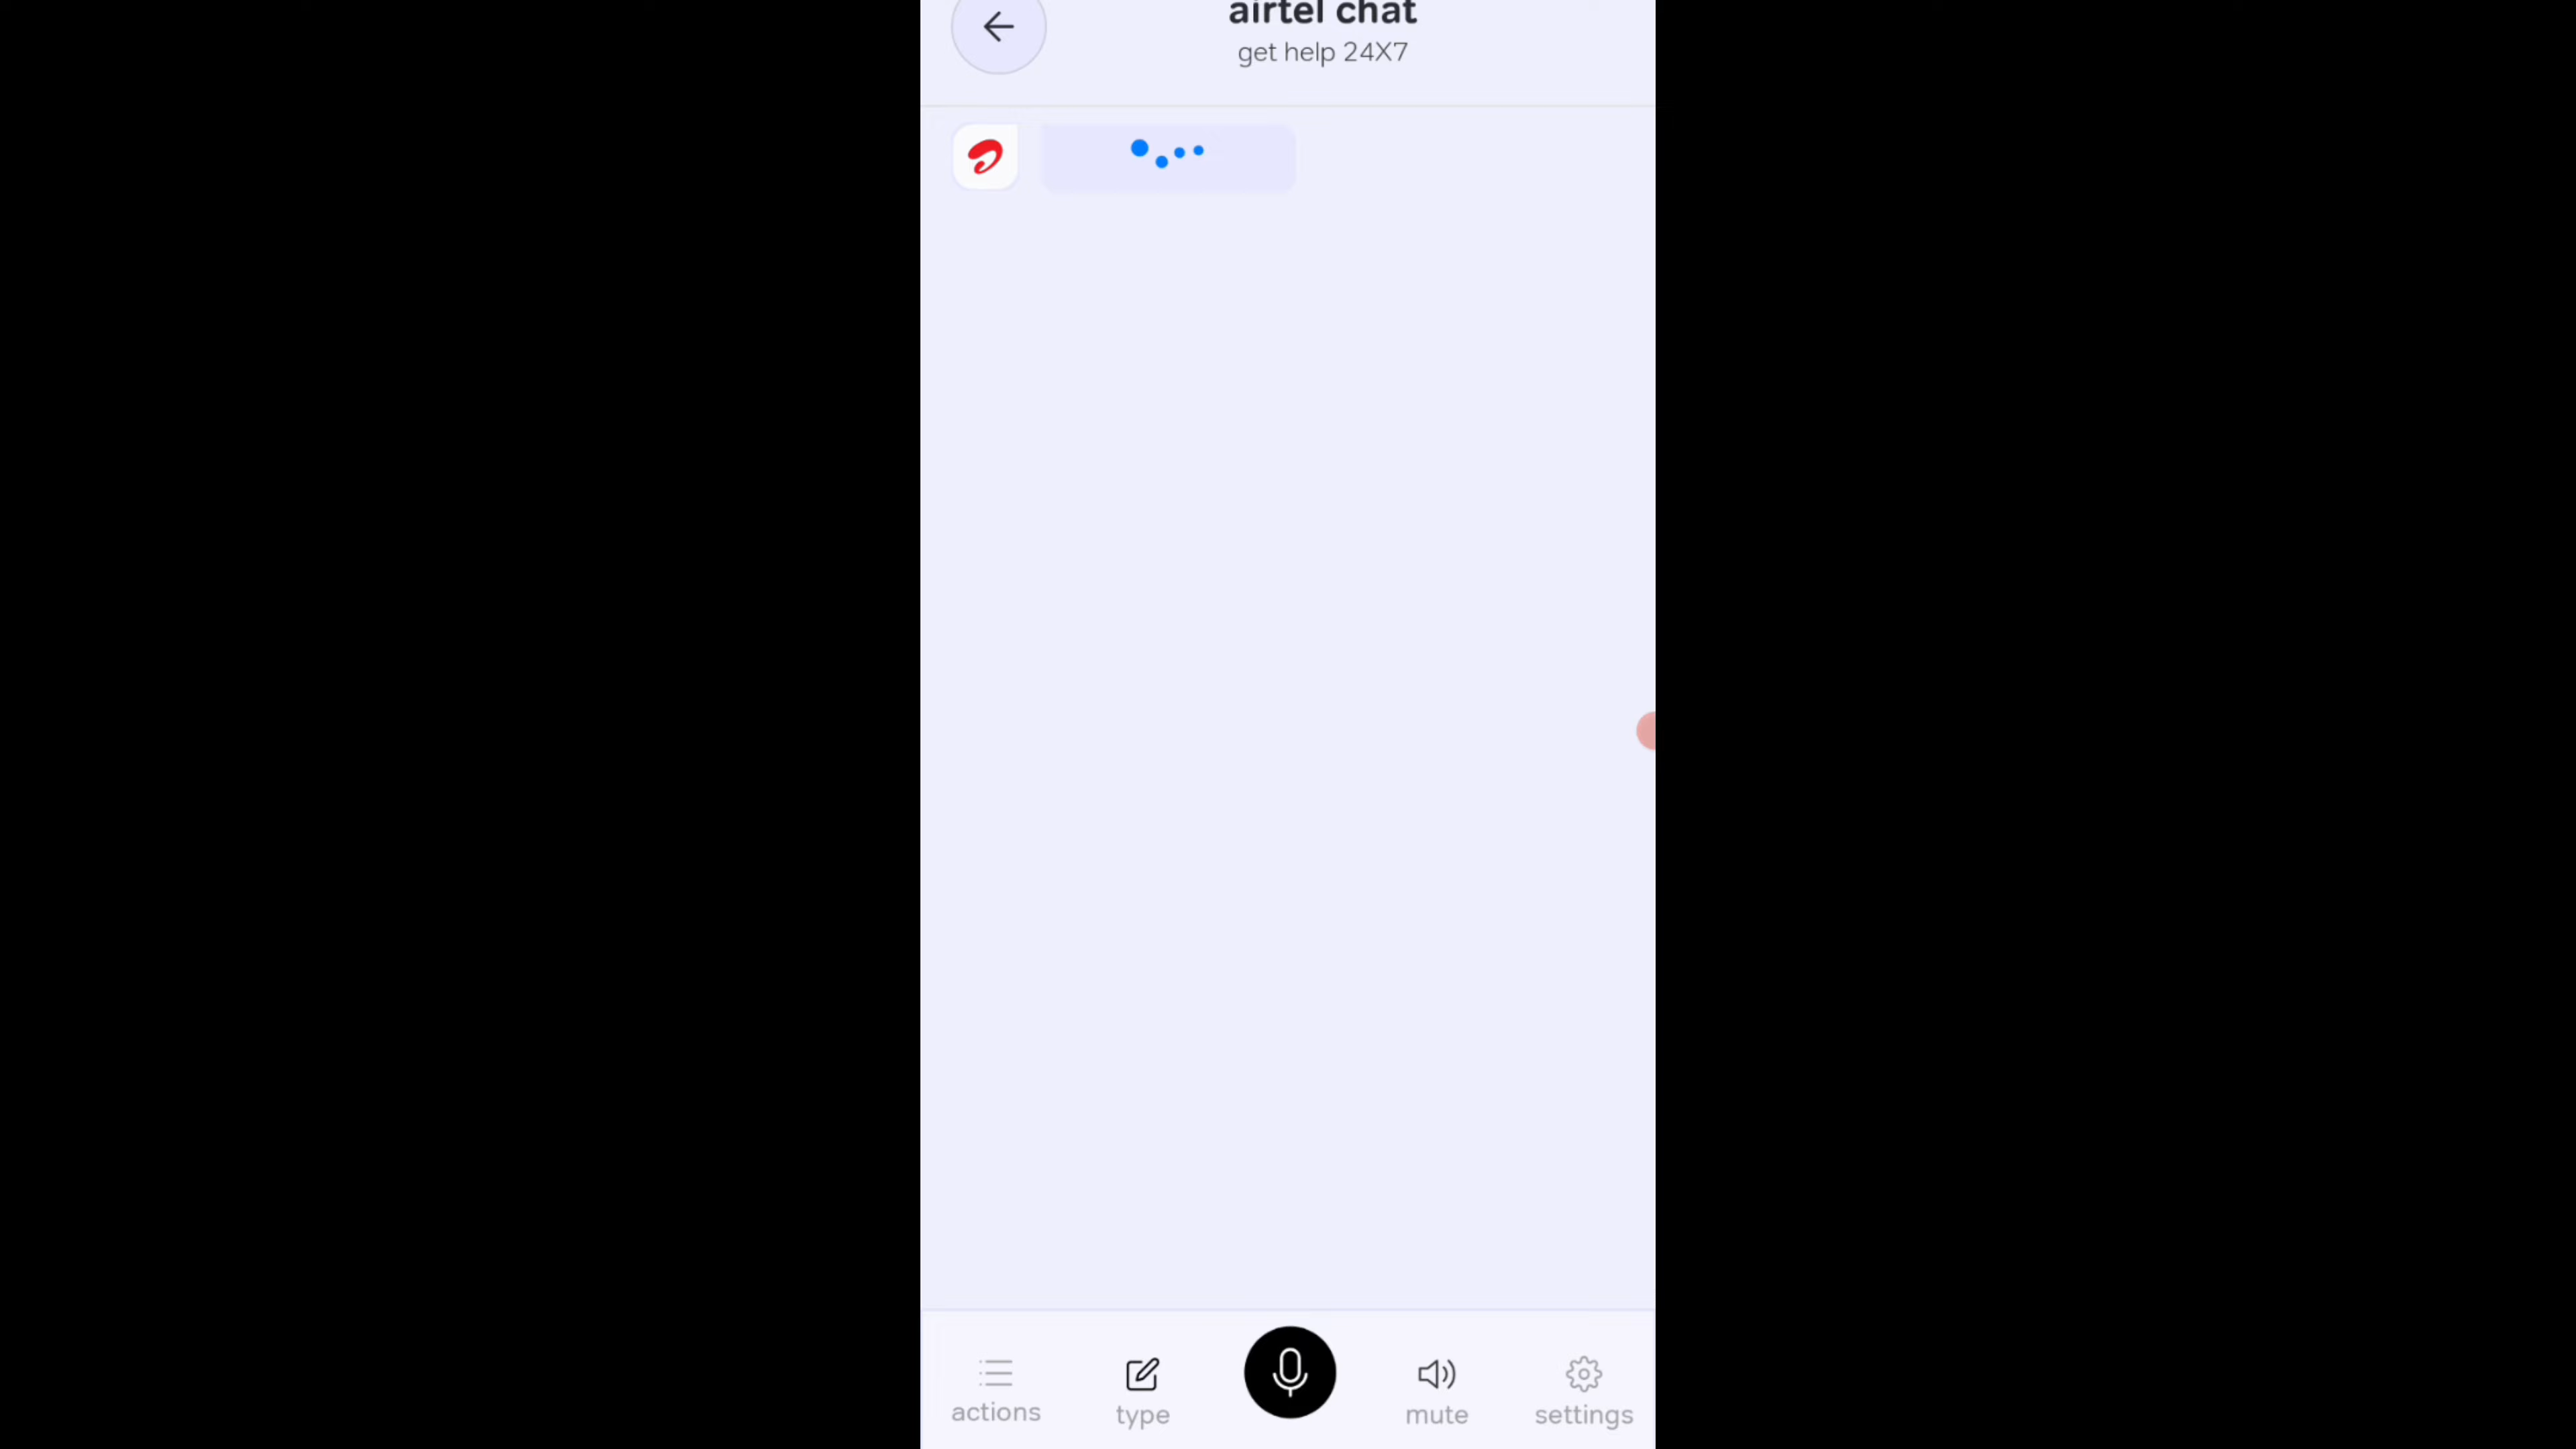 airtel chat
get help 24X7
actions
type
mute
settings